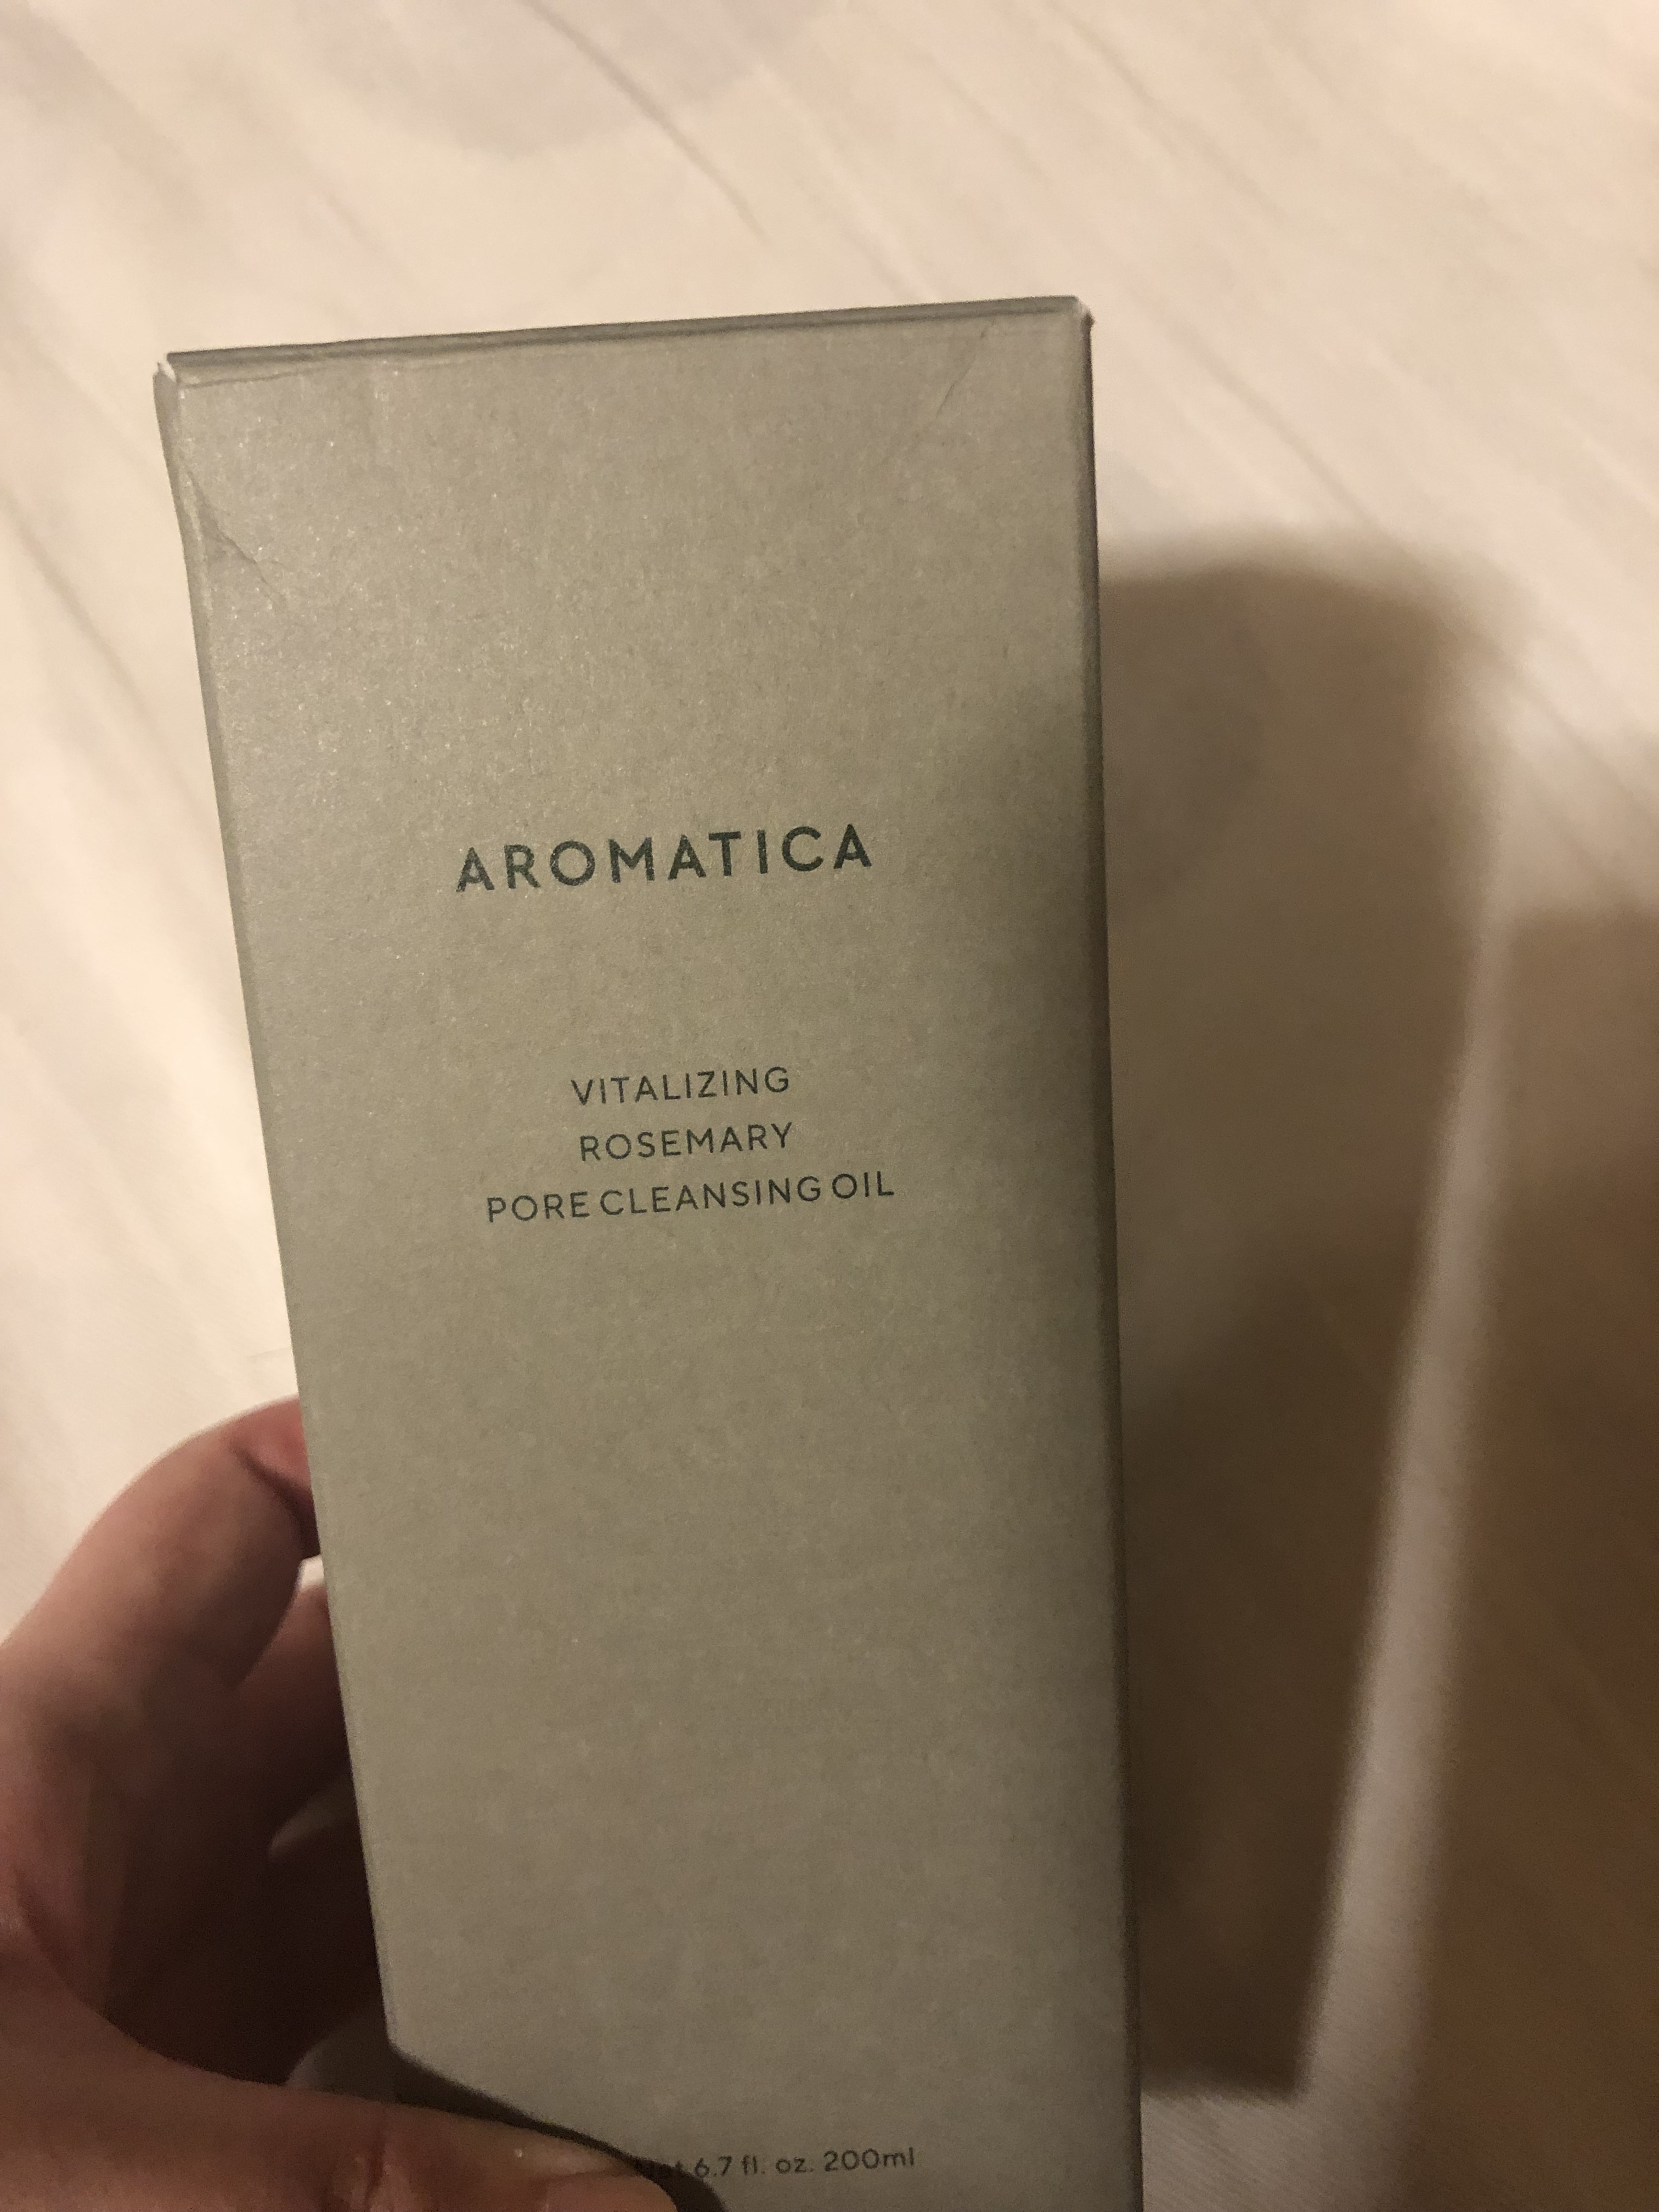 AROMATICA
VITALIZING
ROSEMARY
PORE CLEANSING OIL
6.7 fl. oz. 200ml